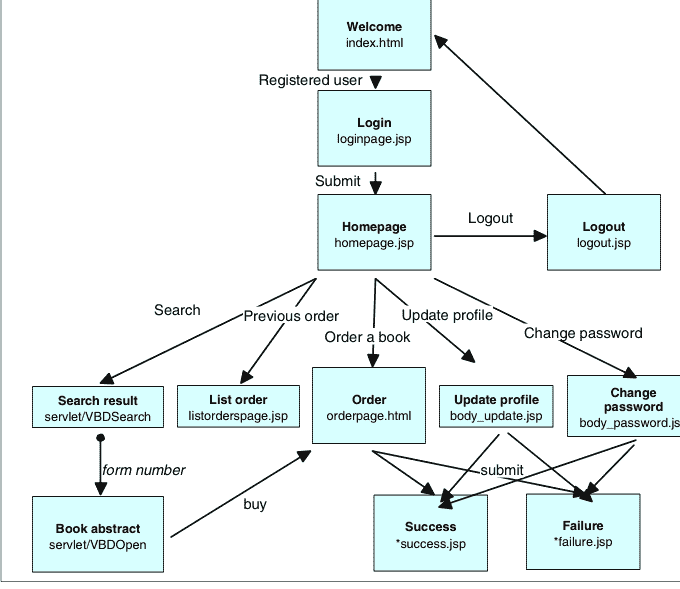 Welcome
index.html
Registered user
Login
loginpage.jsp
Submit
Homepage
homepage.jsp
Logout
Logout
logout.jsp
Search
Previous order
Order a book
Update profile
Change password
Search result
servlet/VBDSearch
List order
listorderspage.jsp
Order
orderpage.html
Update profile
body_update.jsp
Change
password
body_password.js
form number
submit
buy
Book abstract
servlet/VBDOpen
Success
*success.jsp
Failure
*failure.jsp